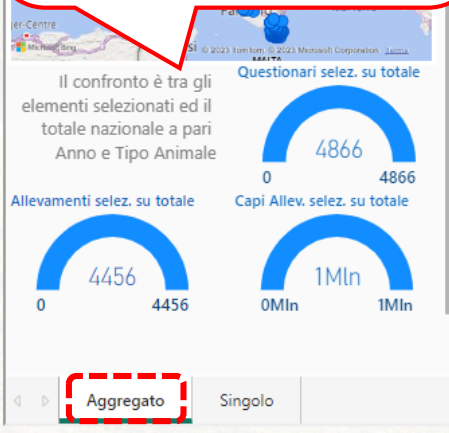 ger-Centre
Microsoft Bing
© 2023 TomTom, © 2023 Microsoft Corporation Terms
MALTA
Il confronto è tra gli
elementi selezionati ed il
totale nazionale a pari
Anno e Tipo Animale
Questionari selez. su totale
4866
0 4866
Allevamenti selez. su totale
4456
0 4456
Capi Allev. selez. su totale
1Mln
0Mln 1Mln
Aggregato Singolo